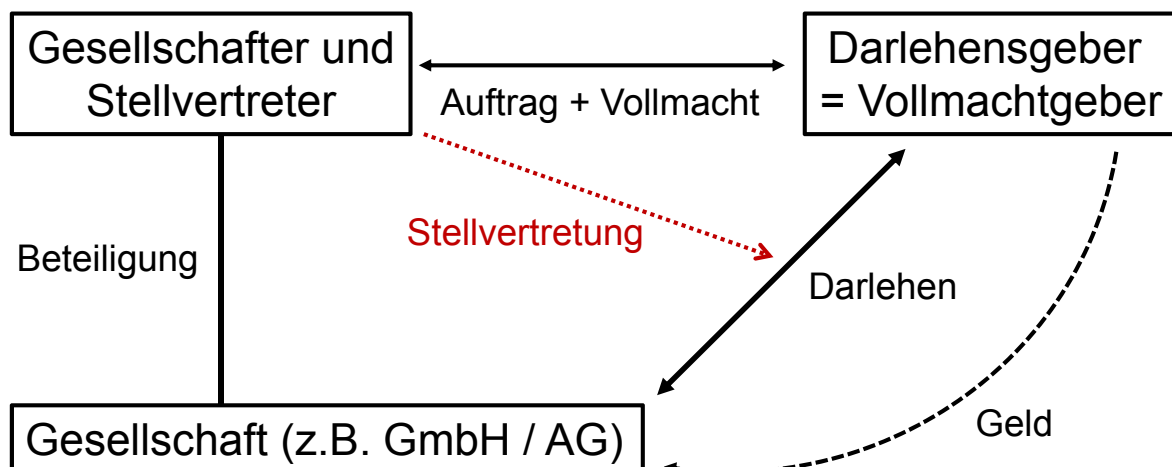 Gesellschafter und
Stellvertreter
Darlehensgeber
= Vollmachtgeber
Auftrag + Vollmacht
Stellvertretung
Beteiligung
Darlehen
Geld
Gesellschaft (z.B. GmbH / AG)